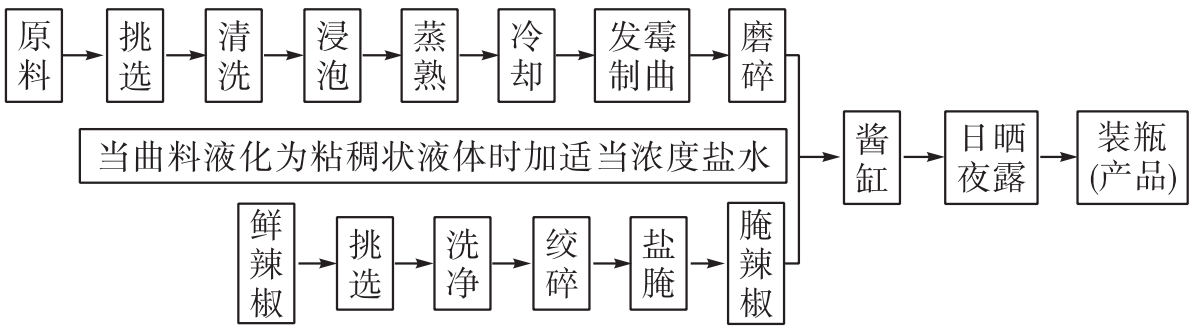 原料
挑选
清洗
浸泡
蒸熟
冷却
发霉
制曲
磨碎
当曲料液化为粘稠状液体时加适当浓度盐水
酱缸
日晒
夜露
装瓶
(产品)
鲜辣椒
挑选
洗净
绞碎
盐腌
腌辣椒